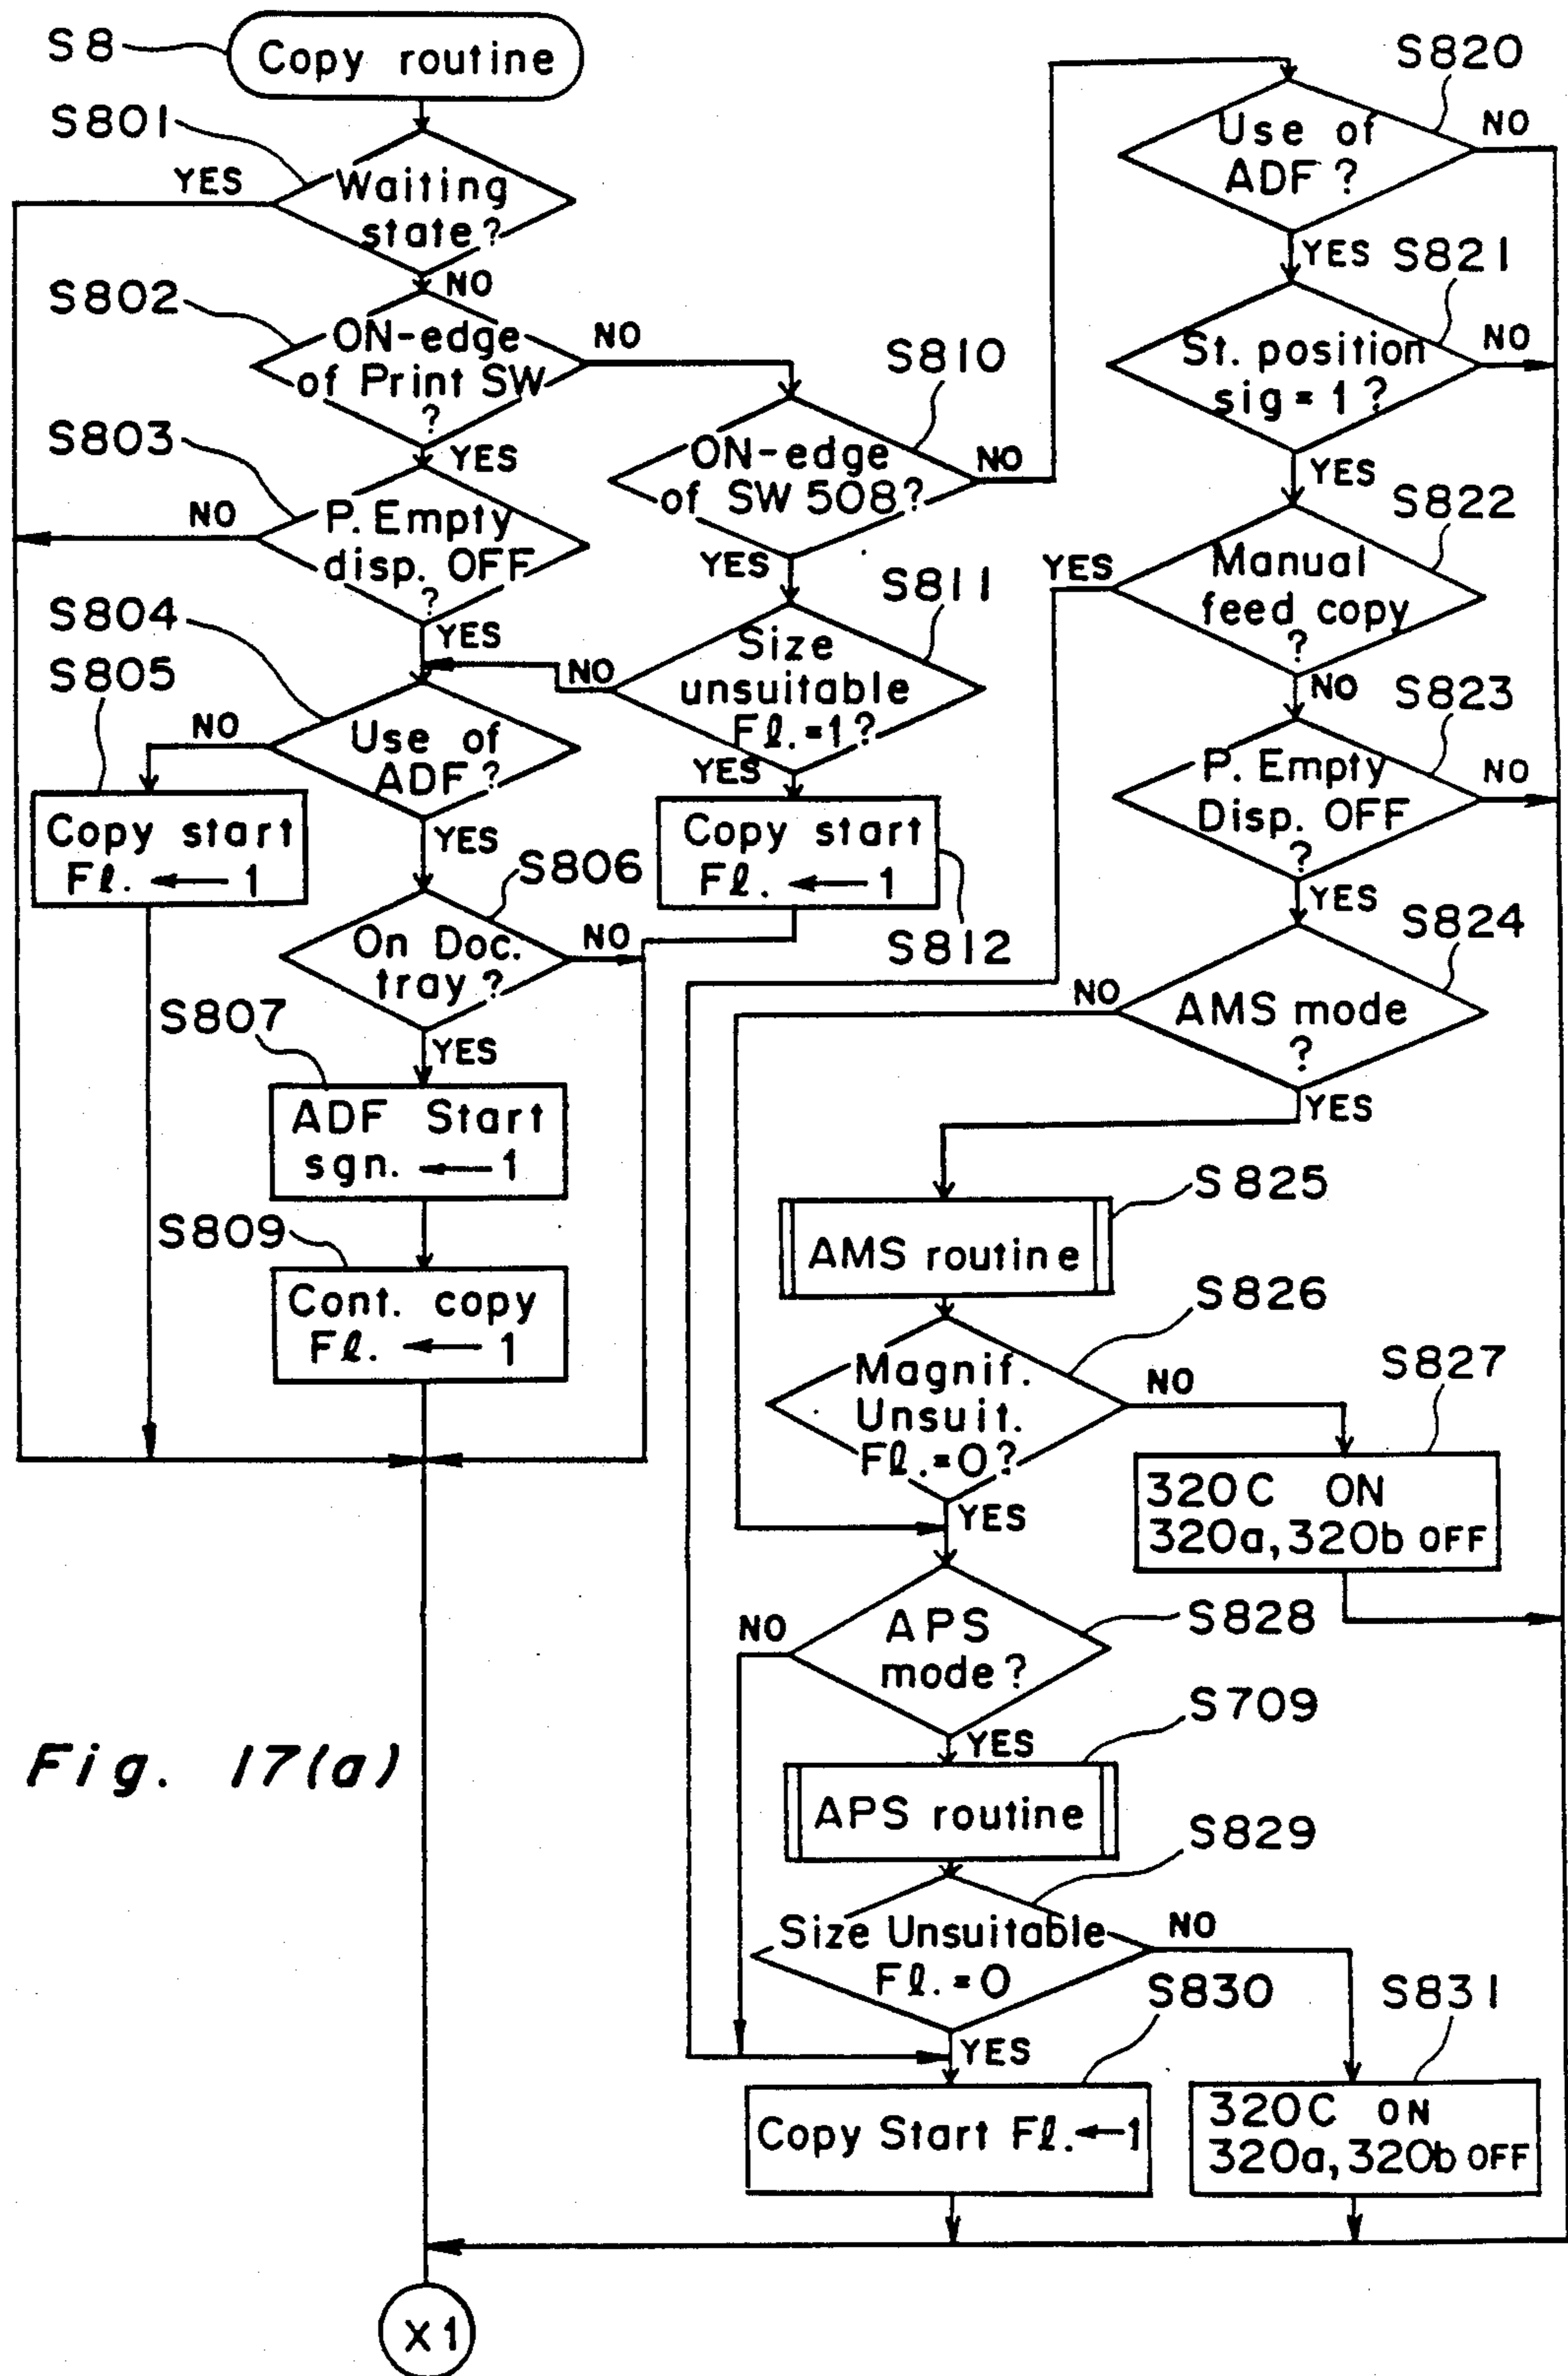 S8
Copy routine
S801
YES
Waiting
state?
NO
S802
ON-edge
of Print SW
?
NO
YES
S803
NO
P. Empty
disp. OFF
?
YES
S804
S805
NO
Use of
ADF?
YES
Copy start
Fl. ← 1
S806
On Doc.
tray?
NO
YES
S807
ADF Start
sgn. ← 1
S809
Cont. copy
Fl. ← 1
S810
ON-edge
of SW 508?
NO
YES
S811
Size
unsuitable
Fl.=1?
NO
YES
Copy start
Fl. ← 1
S812
S820
Use of
ADF?
NO
YES
S821
St. position
sig = 1?
NO
YES
S822
Manual
feed copy
?
YES
NO
S823
P. Empty
Disp. OFF
?
NO
YES
S824
AMS mode
?
NO
YES
S825
AMS routine
S826
Magnif.
Unsuit.
Fl.=0?
NO
YES
S827
320C ON
320a, 320b OFF
S828
APS
mode?
NO
YES
S709
APS routine
S829
Size Unsuitable
Fl. = 0
NO
YES
S830
Copy Start Fl. ← 1
S831
320C ON
320a, 320b OFF
Fig. 17(a)
X1